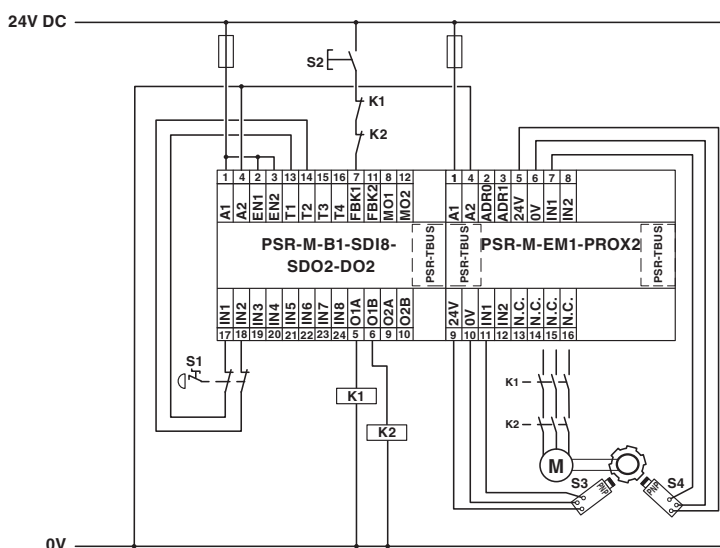 24V DC
S2
K1
K2
1 4 2 3 13 14 15 16 7 11 8 12
A1 A2 EN1 EN2 T1 T2 T3 T4 FBK1 FBK2 MO1 MO2
1 4 2 3 5 6 7 8
A1 A2 ADR0 ADR1 24V 0V IN1 IN2
PSR-M-B1-SDI8-
SDO2-DO2
PSR-TBUS
PSR-TBUS
PSR-M-EM1-PROX2
PSR-TBUS
IN1 IN2 IN3 IN4 IN5 IN6 IN7 IN8 O1A O1B O2A O2B
17 18 19 20 21 22 23 24 5 6 9 10
24V 0V IN1 IN2 N.C. N.C. N.C. N.C.
9 10 11 12 13 14 15 16
S1
K1
K2
K1
K2
M
S3
PNP
S4
PNP
0V